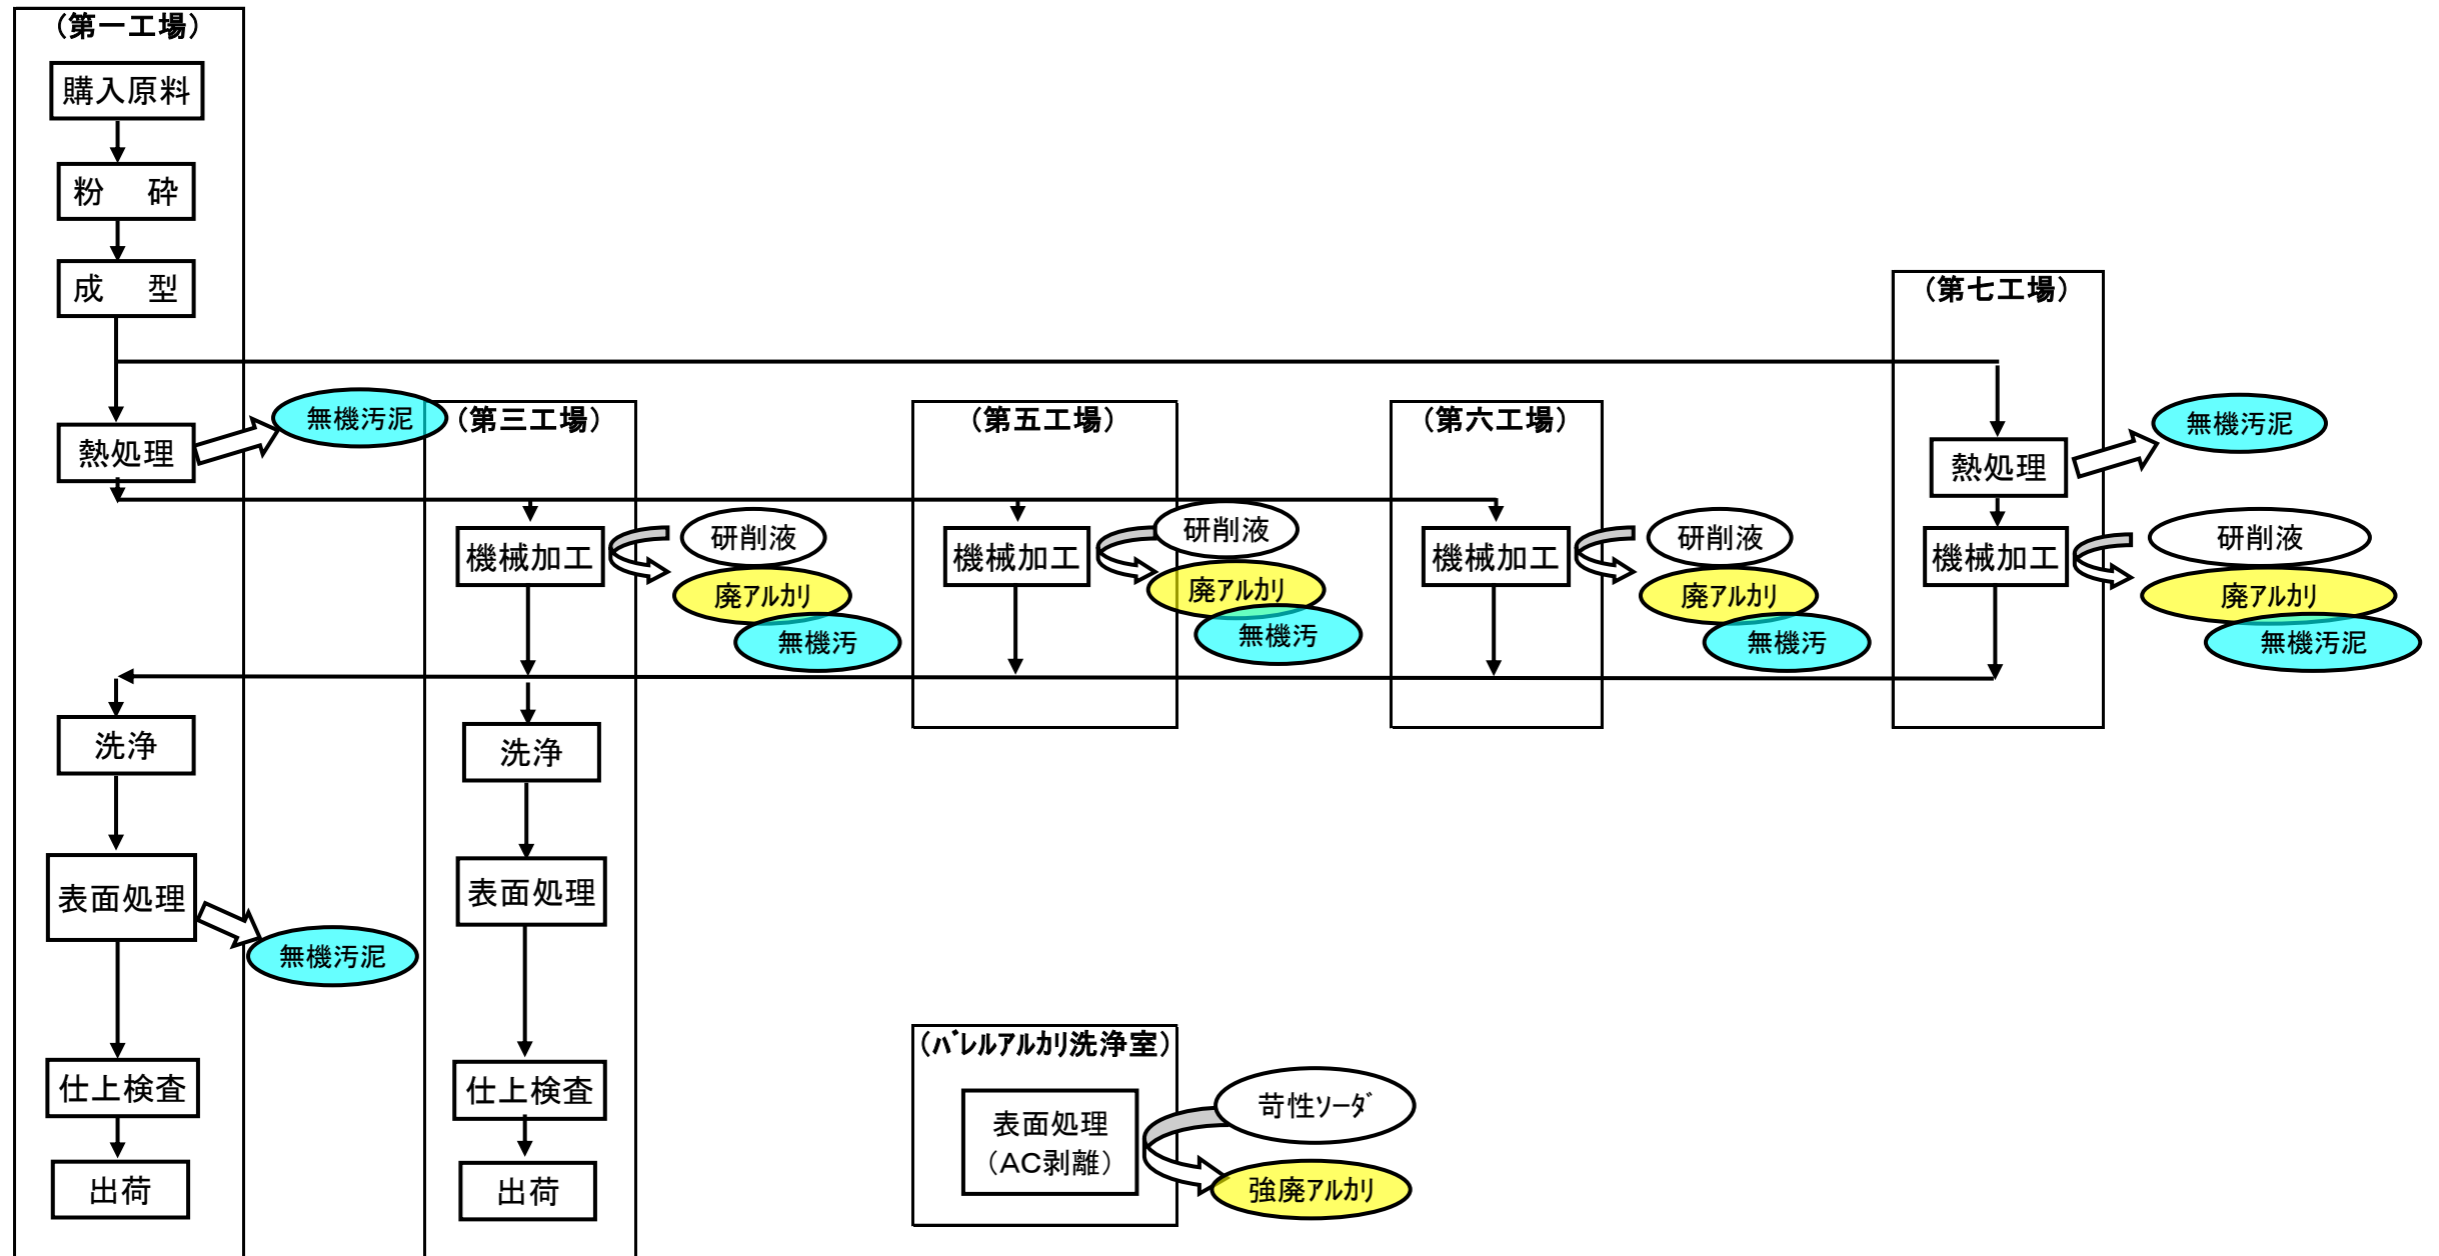 （第一工場）
購入原料
粉　砕
成　型
（第七工場）
無機汚泥
（第三工場）
（第五工場）
（第六工場）
無機汚泥
熱処理
熱処理
機械加工
研削液
機械加工
研削液
機械加工
研削液
機械加工
研削液
廃ｱﾙｶﾘ
廃ｱﾙｶﾘ
廃ｱﾙｶﾘ
廃ｱﾙｶﾘ
無機汚
無機汚
無機汚
無機汚泥
洗浄
洗浄
表面処理
表面処理
無機汚泥
（ﾊﾞﾚﾙｱﾙｶﾘ洗浄室）
仕上検査
仕上検査
表面処理
（ＡＣ剥離）
苛性ｿｰﾀﾞ
強廃ｱﾙｶﾘ
出荷
出荷